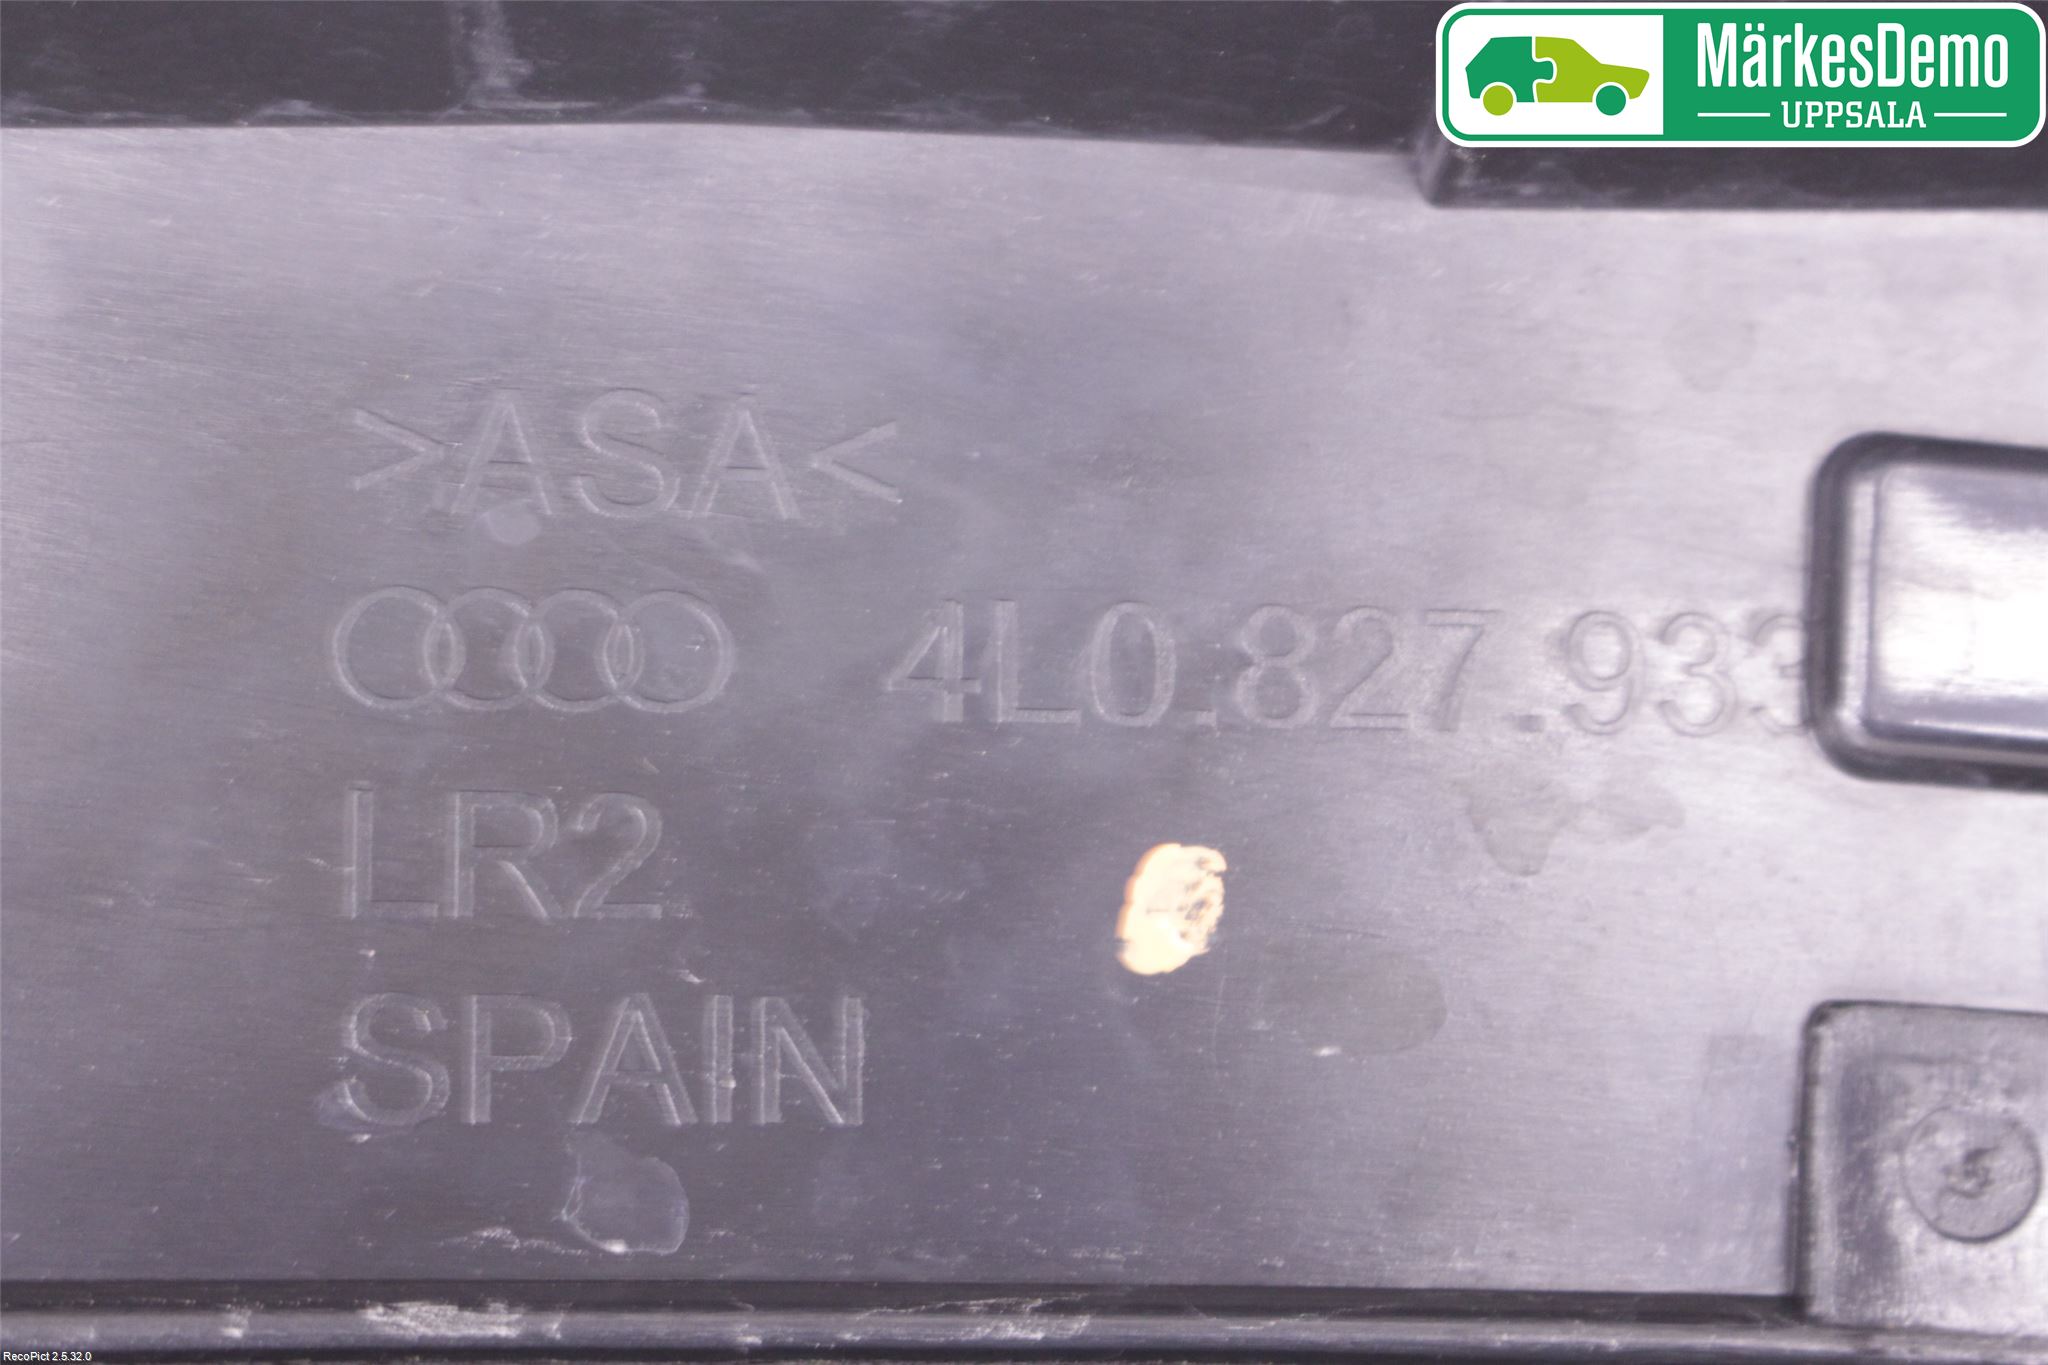 MärkesDemo
UPPSALA
>ASA<
4L0.827.933
LR2
SPAIN
RecoPict 2.5.32.0